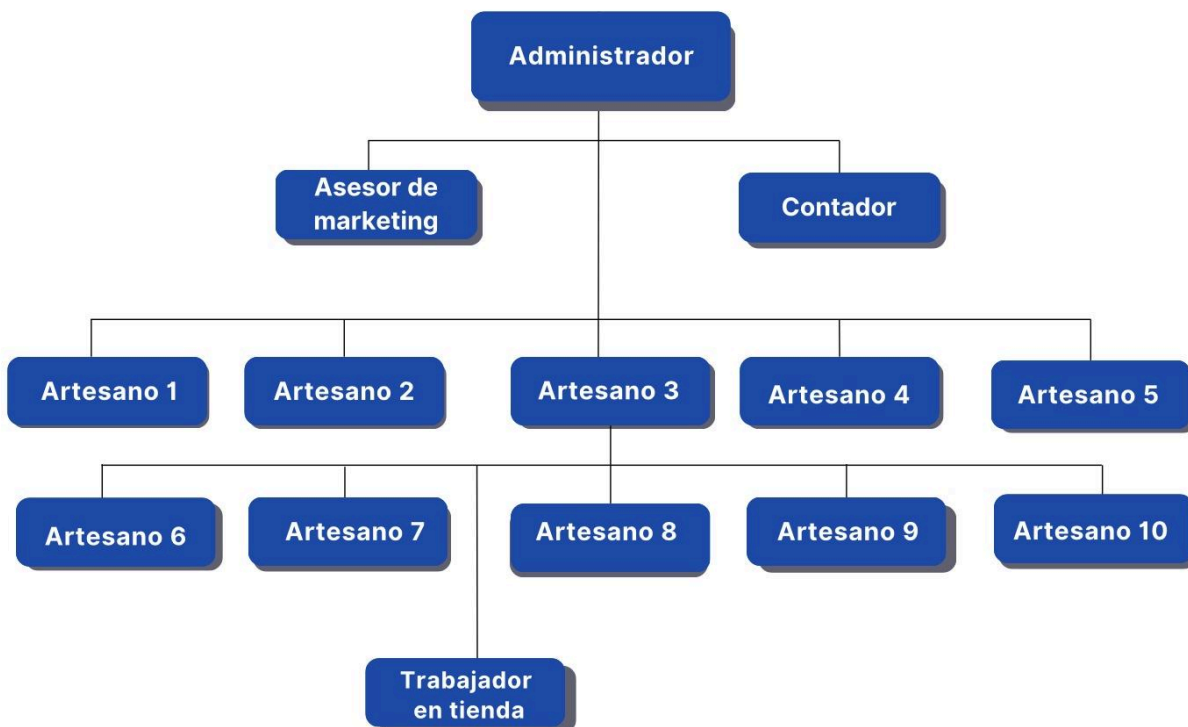 Administrador
Asesor de
marketing
Contador
Artesano 1
Artesano 2
Artesano 3
Artesano 4
Artesano 5
Artesano 6
Artesano 7
Artesano 8
Artesano 9
Artesano 10
Trabajador
en tienda